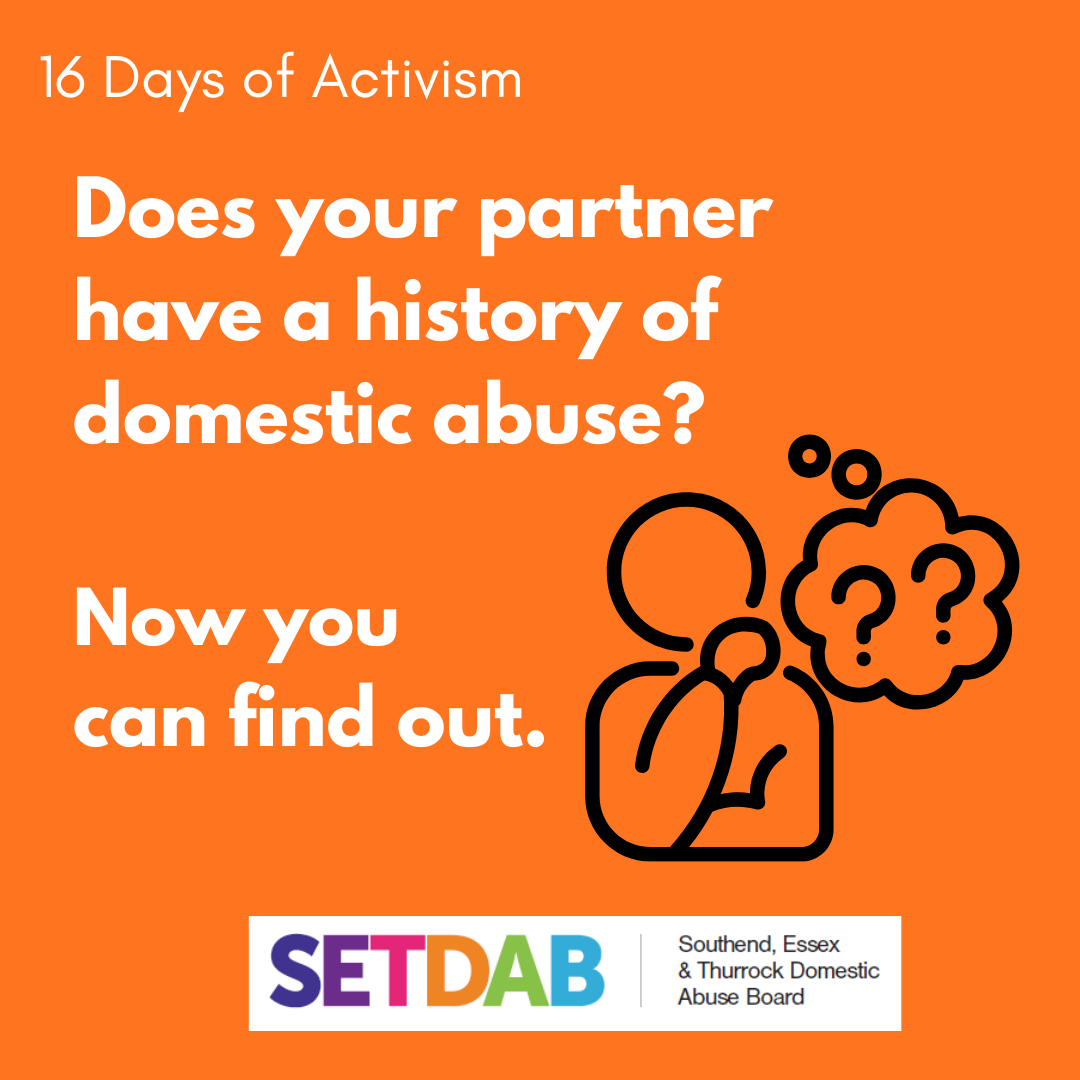 16 Days of Activism
Does your partner
have a history of
domestic abuse?
? ?
Now you
can find out.
SETDAB
Southend, Essex
& Thurrock Domestic
Abuse Board